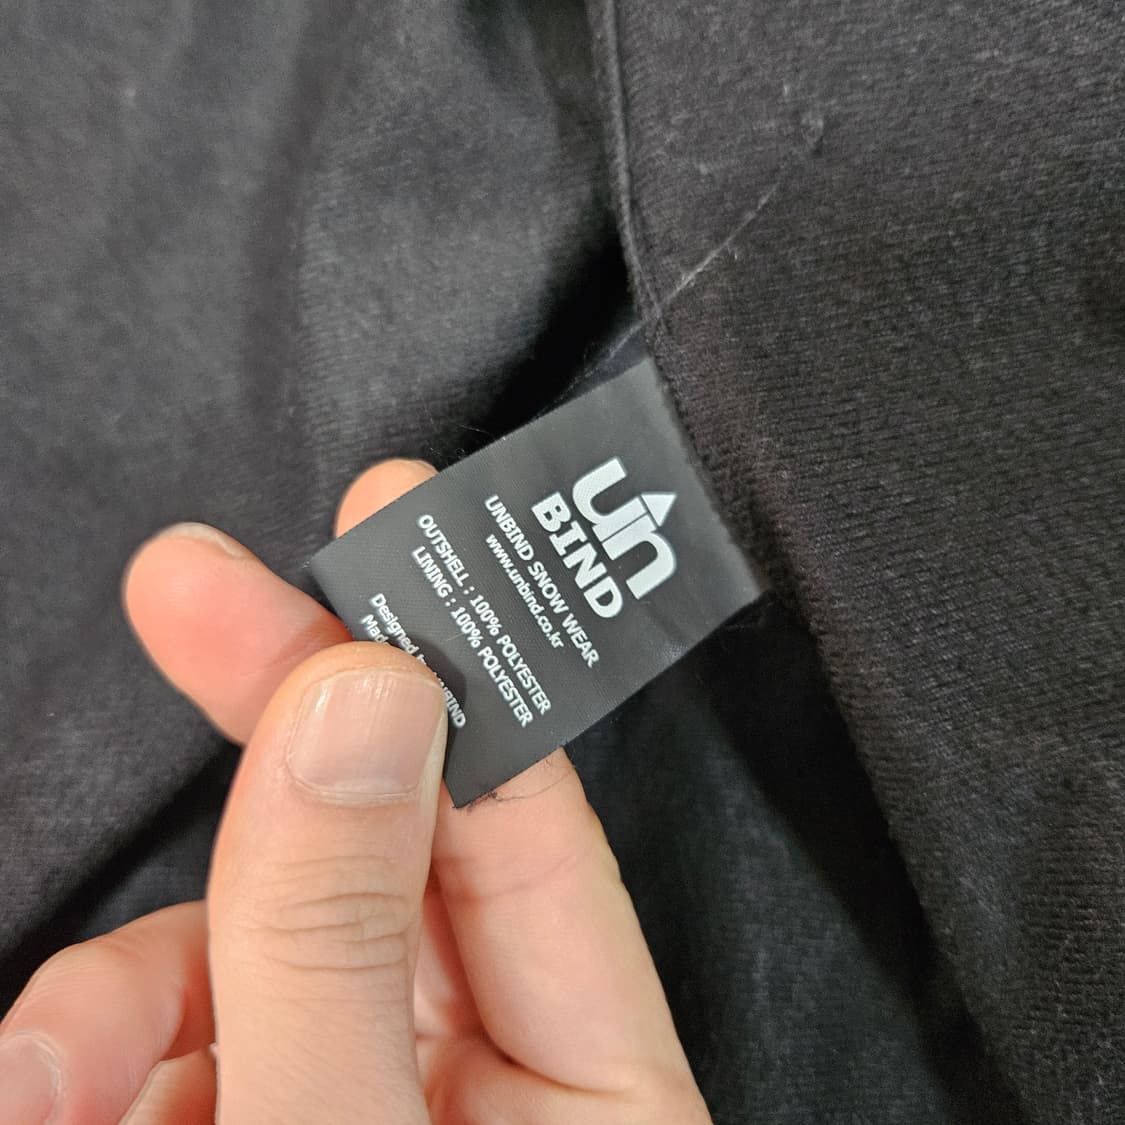 un
BIND
UNBIND SNOW WEAR
www.unbind.co.kr
OUTSHELL : 100% POLYESTER
LINING : 100% POLYESTER
Designed